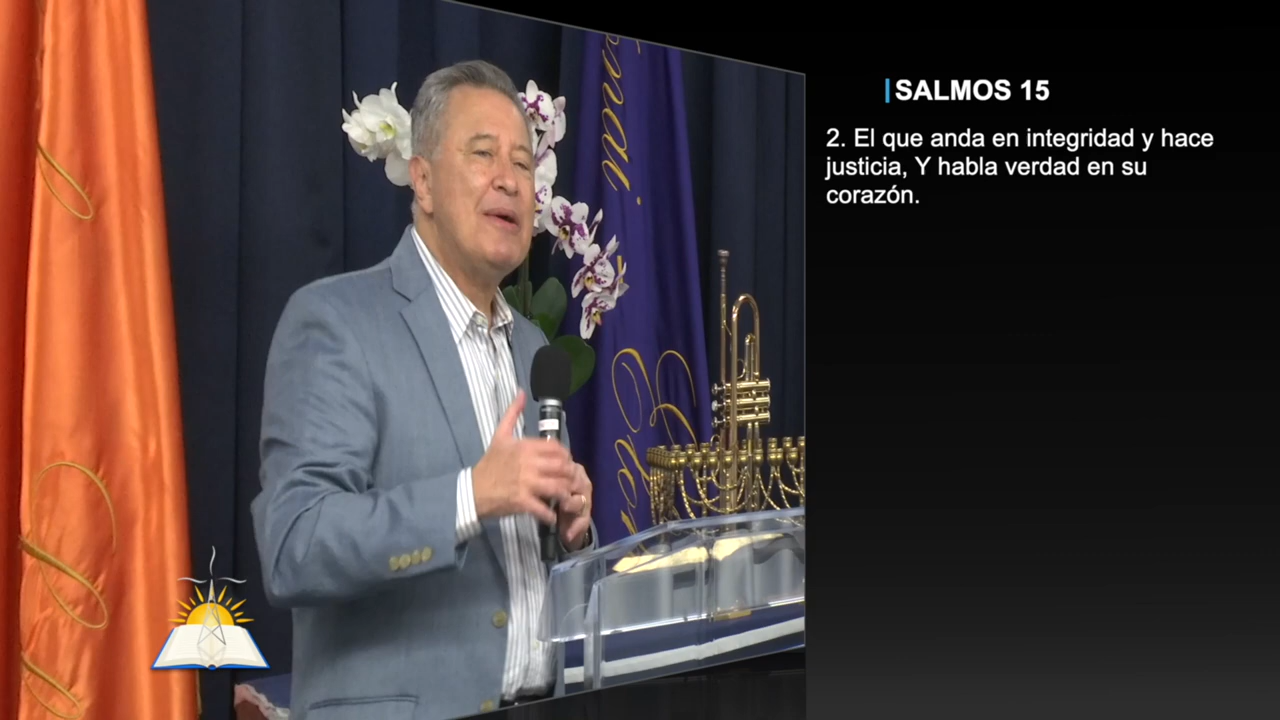 SALMOS 15
2. El que anda en integridad y hace
justicia, Y habla verdad en su
corazón.